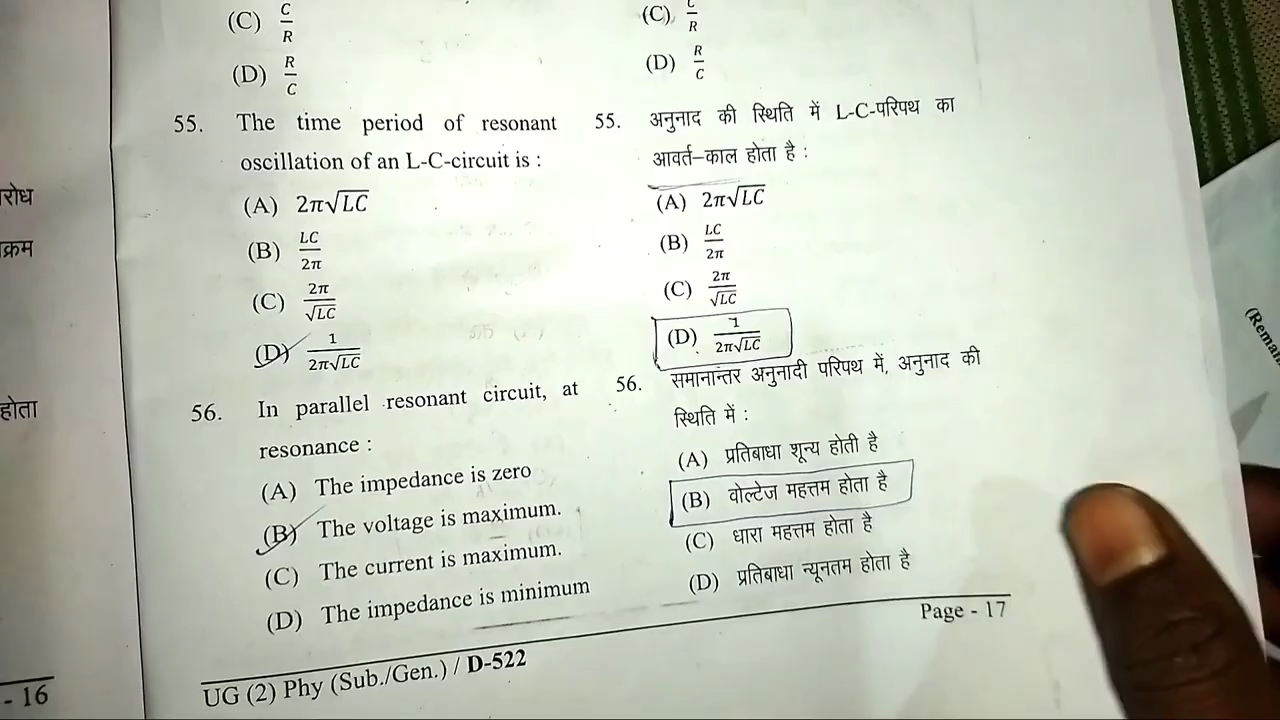 (C) C/R
(D) R/C
55. The time period of resonant
oscillation of an L-C-circuit is :
(A) 2π√LC
(B) LC/2π
(C) 2π/√LC
(D) 1/2π√LC
56. In parallel resonant circuit, at
resonance :
(A) The impedance is zero
(B) The voltage is maximum.
(C) The current is maximum.
(D) The impedance is minimum
(C) L/R
(D) R/C
55. अनुनाद की स्थिति में L-C-परिपथ का
आवर्त-काल होता है :
(A) 2π√LC
(B) LC/2π
(C) 2π/√LC
(D) 1/2π√LC
56. समानान्तर अनुनादी परिपथ में, अनुनाद की
स्थिति में :
(A) प्रतिबाधा शून्य होती है
(B) वोल्टेज महत्तम होता है
(C) धारा महत्तम होता है
(D) प्रतिबाधा न्यूनतम होता है
UG (2) Phy (Sub./Gen.) / D-522
Page - 17
क्रम
होता
- 16